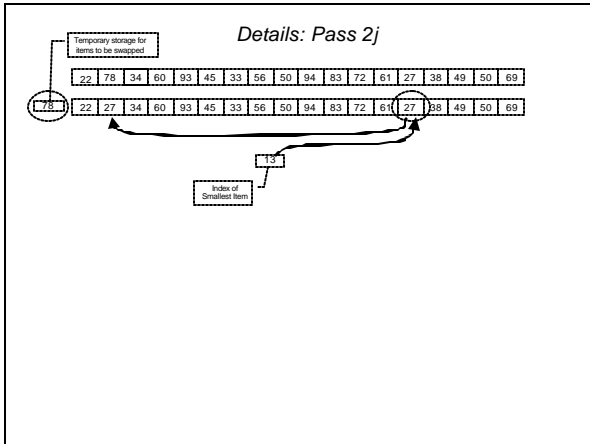 Details: Pass 2j
Temporary storage for
items to be swapped
22 78 34 60 93 45 33 56 50 94 83 72 61 27 38 49 50 69
78 22 27 34 60 93 45 33 56 50 94 83 72 61 27 38 49 50 69
13
Index of
Smallest Item